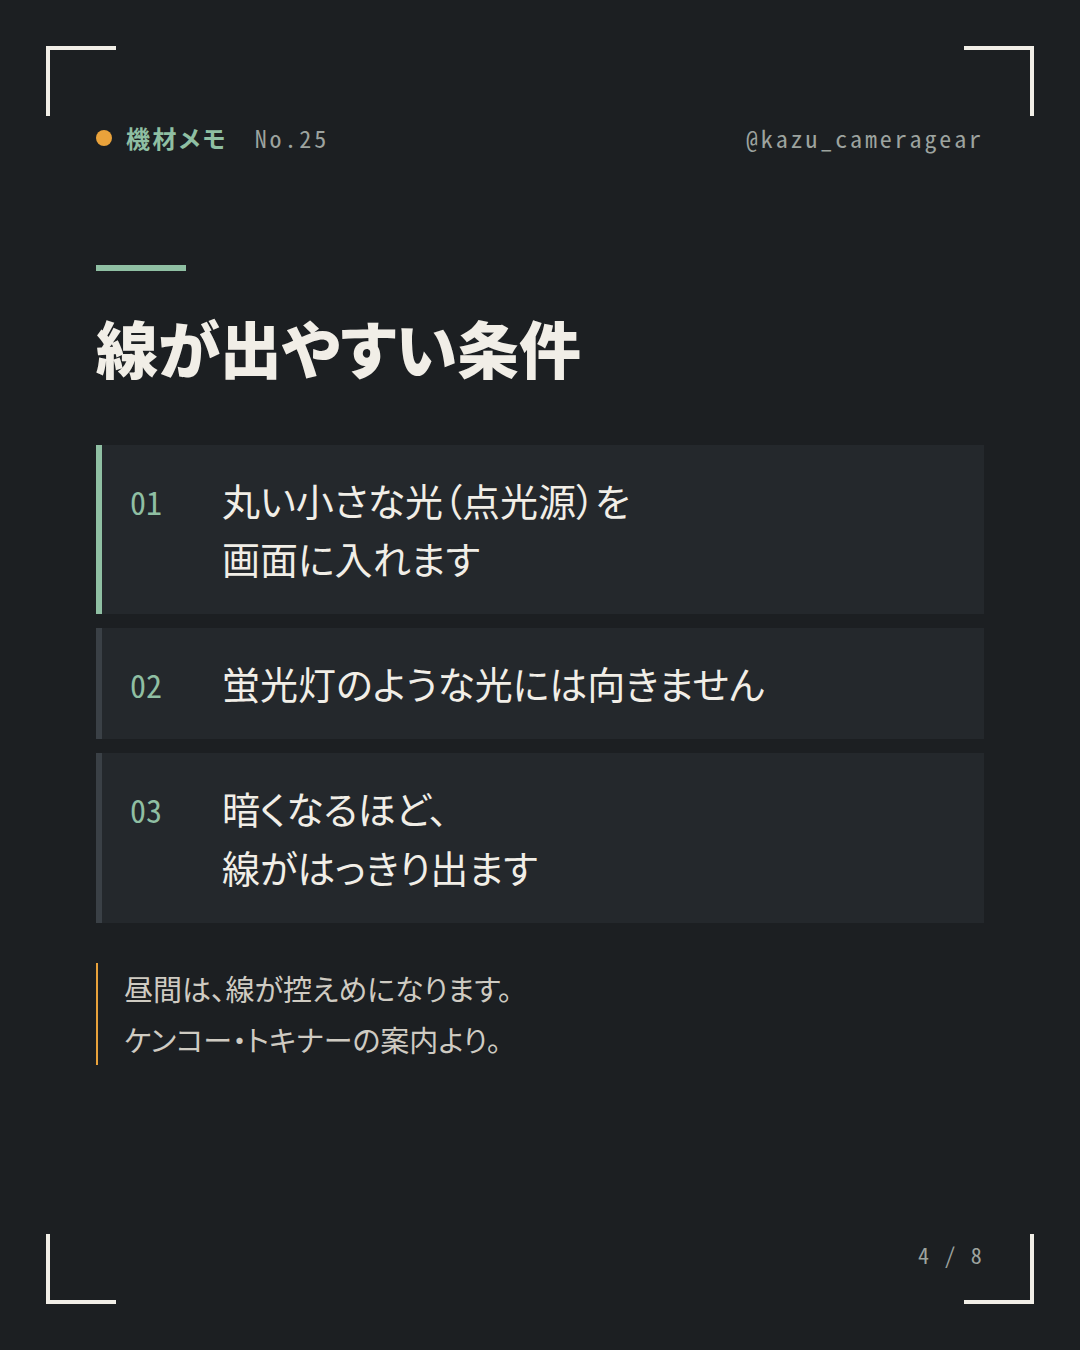 機材メモ No.25 @kazu_cameragear
線が出やすい条件
01 丸い小さな光（点光源）を
画面に入れます
02 蛍光灯のような光には向きません
03 暗くなるほど、
線がはっきり出ます
昼間は、線が控えめになります。
ケンコー・トキナーの案内より。
4 / 8